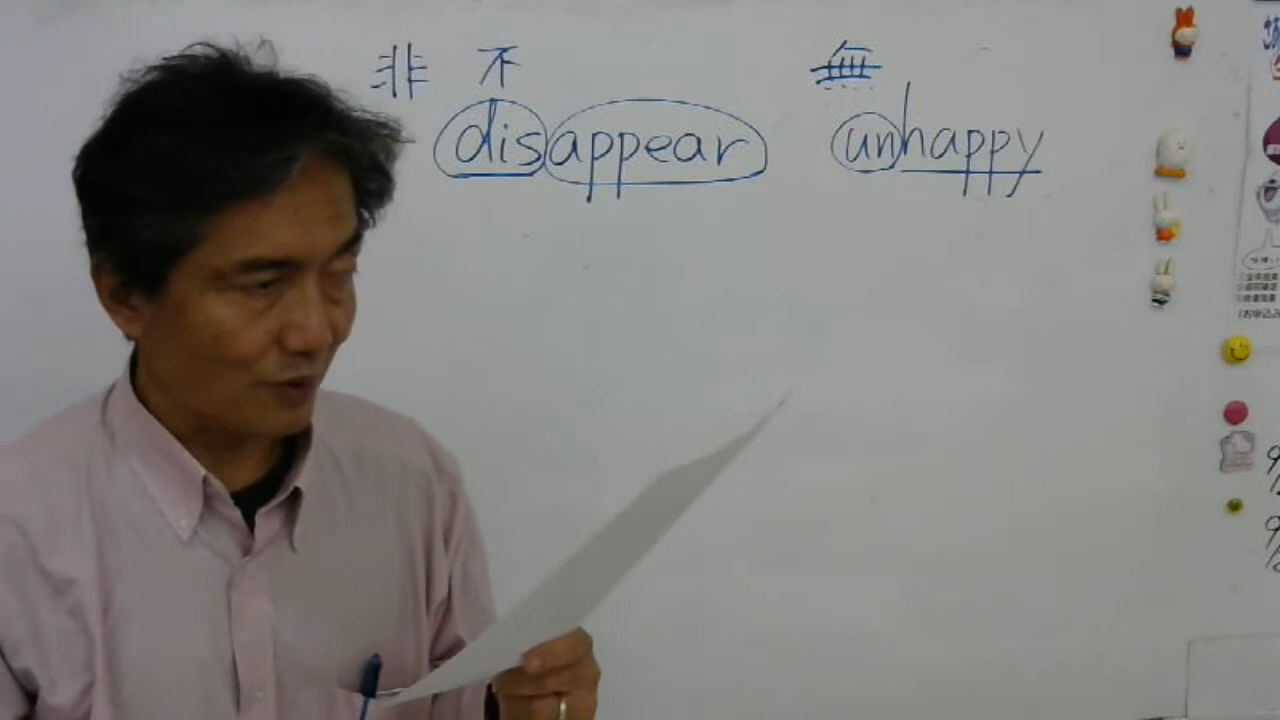 非 不 無
disappear unhappy